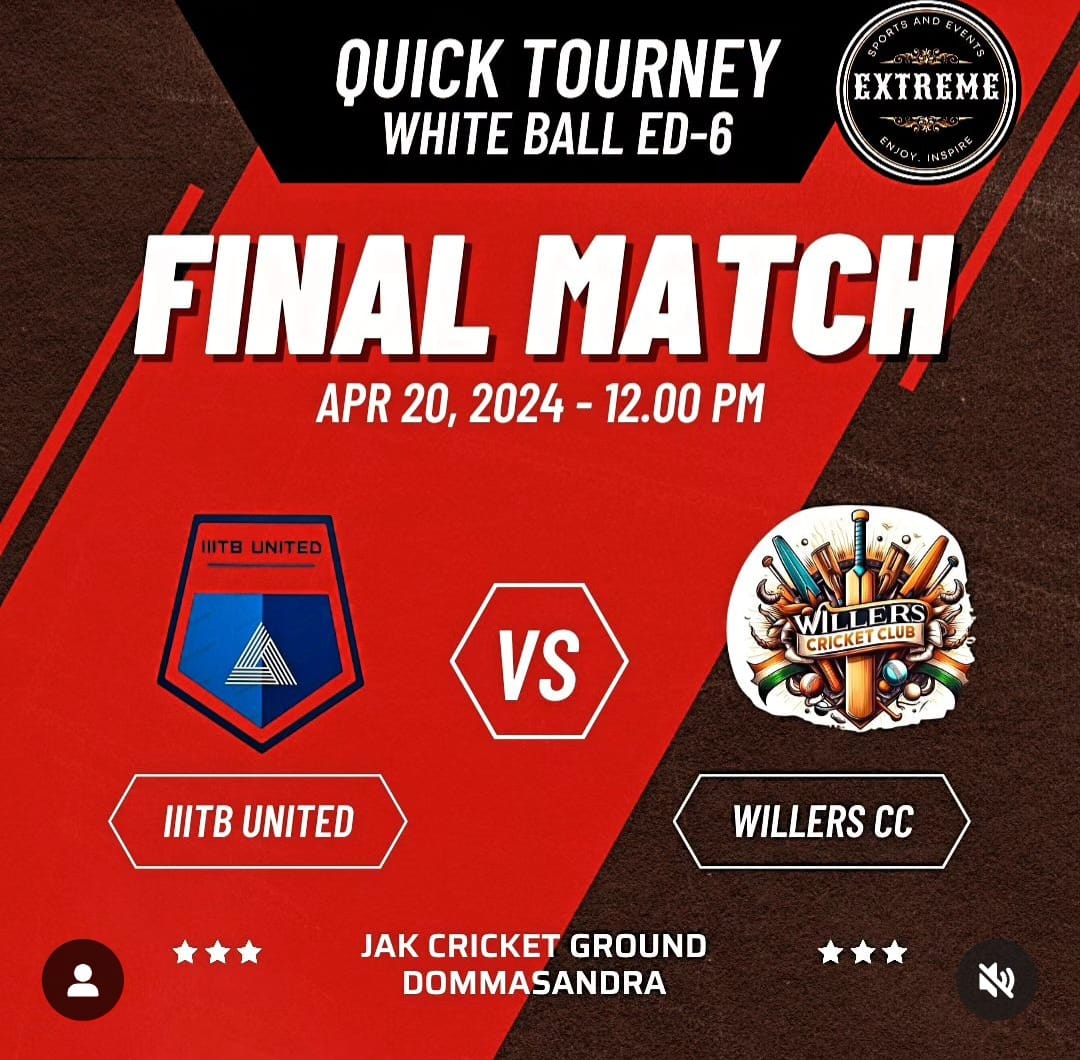 QUICK TOURNEY
WHITE BALL ED-6
SPORTS AND EVENTS
EXTREME
ENJOY. INSPIRE
FINAL MATCH
APR 20, 2024 - 12.00 PM
IIITB UNITED
WILLERS
CRICKET CLUB
VS
IIITB UNITED
WILLERS CC
JAK CRICKET GROUND
DOMMASANDRA